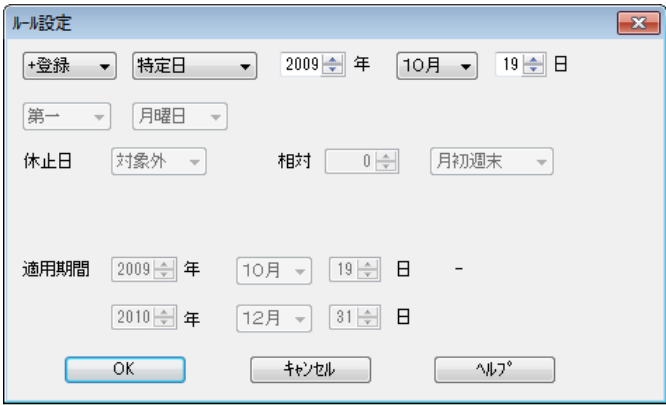 ﾙｰﾙ設定
+登録 特定日 2009 年 10月 19 日
第一 月曜日
休止日 対象外 相対 0 月初週末
適用期間 2009 年 10月 19 日 -
2010 年 12月 31 日
OK ｷｬﾝｾﾙ ﾍﾙﾌﾟ